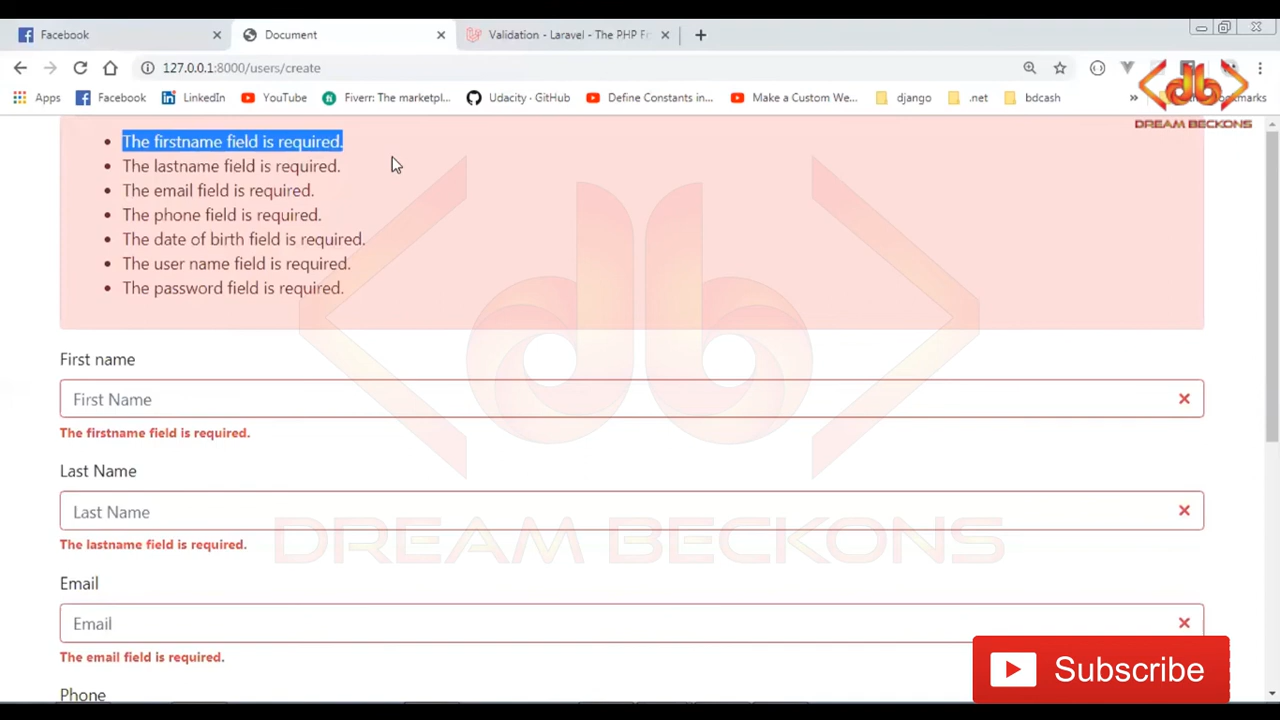 Facebook
Document
Validation - Laravel - The PHP Fr
127.0.0.1:8000/users/create
Apps
Facebook
LinkedIn
YouTube
Fiverr: The marketpl...
Udacity · GitHub
Define Constants in...
Make a Custom We...
django
.net
bdcash
»
DREAM BECKONS
The firstname field is required.
The lastname field is required.
The email field is required.
The phone field is required.
The date of birth field is required.
The user name field is required.
The password field is required.
First name
First Name
The firstname field is required.
Last Name
Last Name
The lastname field is required.
DREAM BECKONS
Email
Email
The email field is required.
Subscribe
Phone